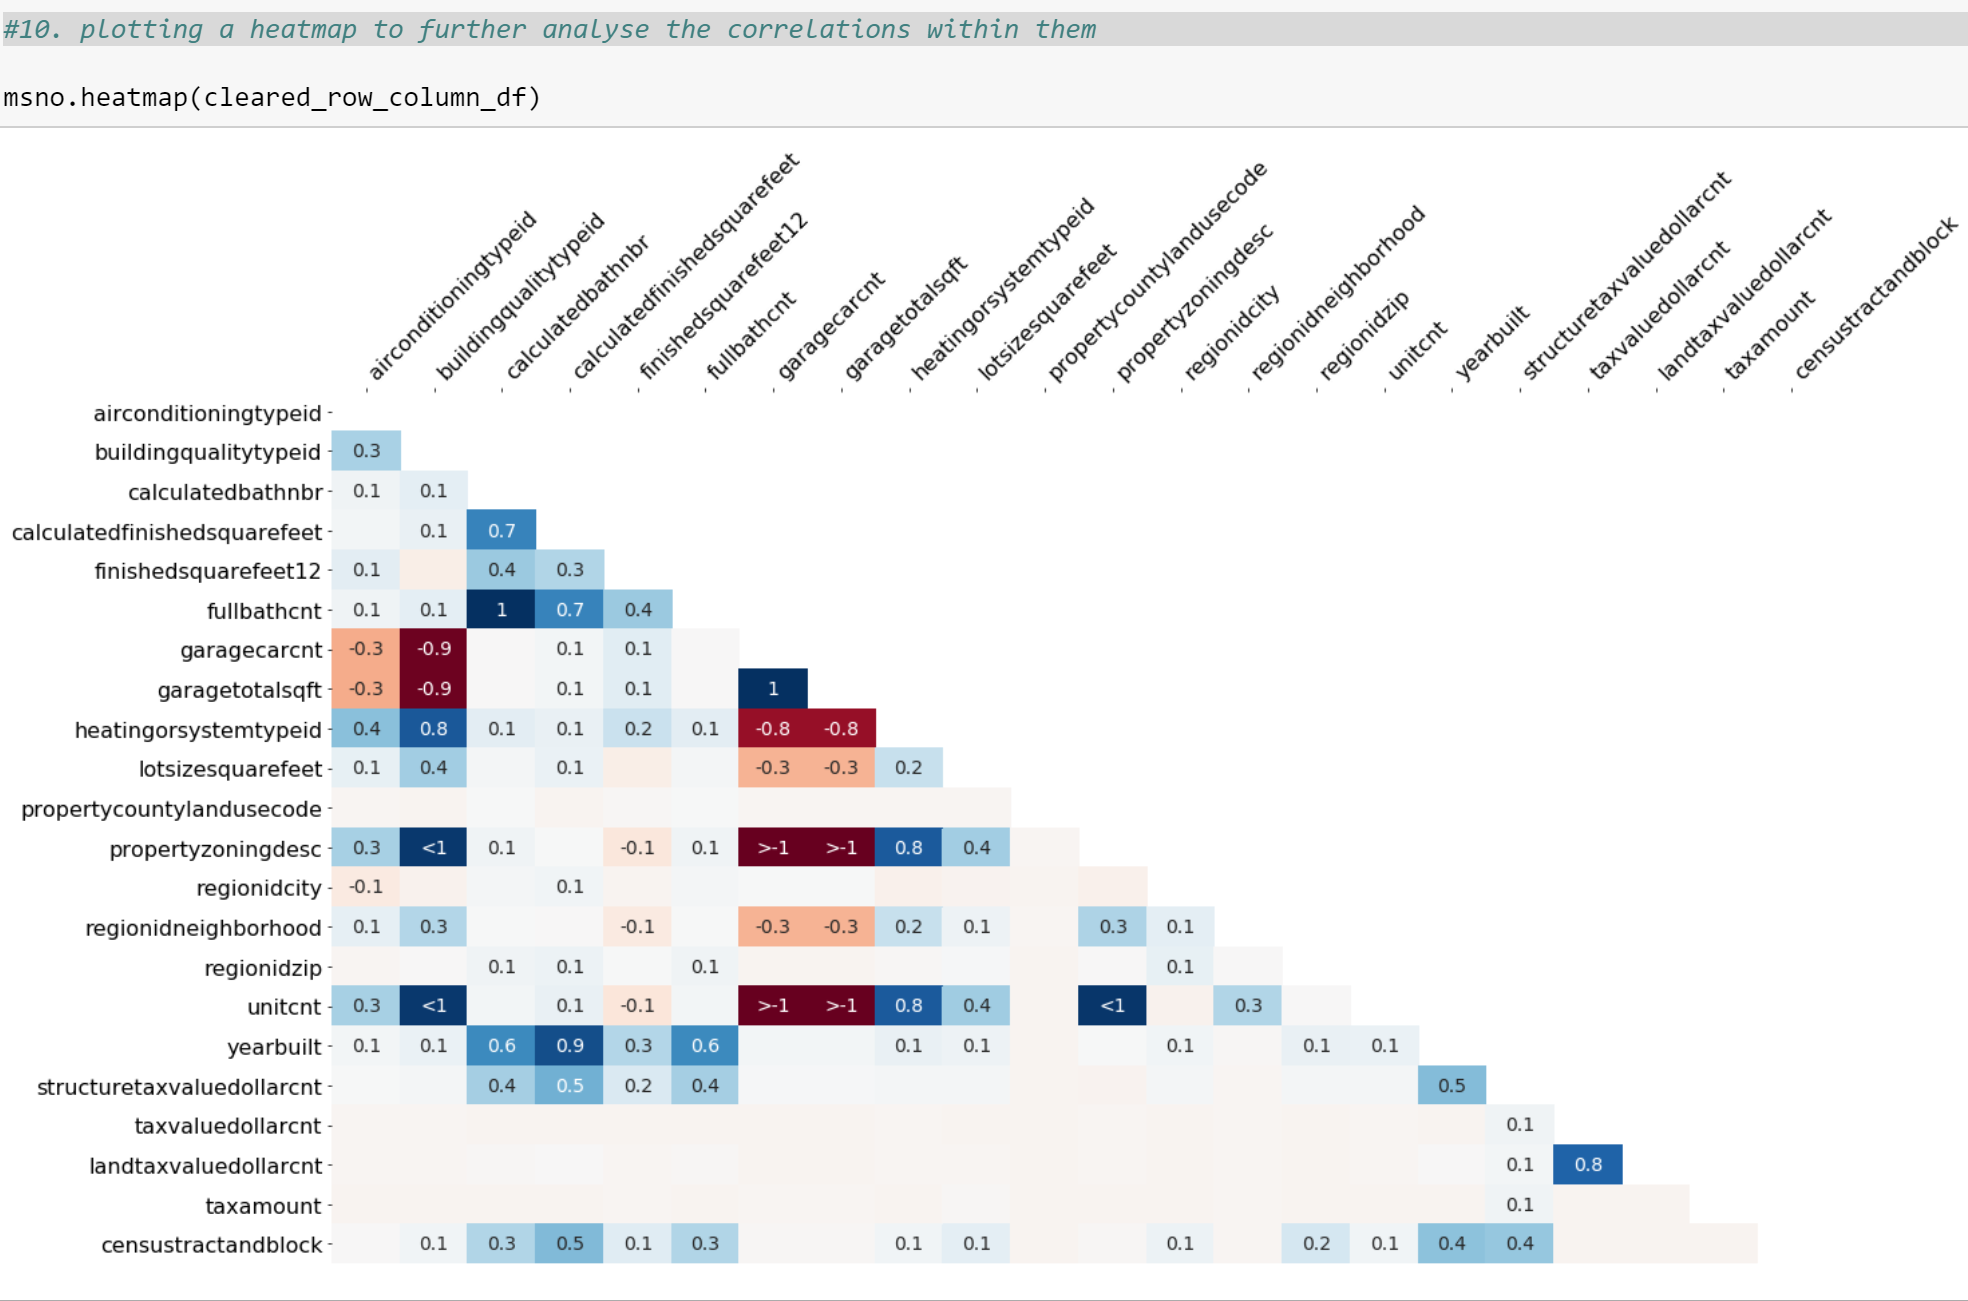 #10. plotting a heatmap to further analyse the correlations within them
msno.heatmap(cleared_row_column_df)
airconditioningtypeid
buildingqualitytypeid
calculatedbathnbr
calculatedfinishedsquarefeet
finishedsquarefeet12
fullbathcnt
garagecarcnt
garagetotalsqft
heatingorsystemtypeid
lotsizesquarefeet
propertycountylandusecode
propertyzoningdesc
regionidcity
regionidneighborhood
regionidzip
unitcnt
yearbuilt
structuretaxvaluedollarcnt
taxvaluedollarcnt
landtaxvaluedollarcnt
taxamount
censustractandblock
airconditioningtypeid
buildingqualitytypeid 0.3
calculatedbathnbr 0.1 0.1
calculatedfinishedsquarefeet 0.1 0.7
finishedsquarefeet12 0.1 0.4 0.3
fullbathcnt 0.1 0.1 1 0.7 0.4
garagecarcnt -0.3 -0.9 0.1 0.1
garagetotalsqft -0.3 -0.9 0.1 0.1 1
heatingorsystemtypeid 0.4 0.8 0.1 0.1 0.2 0.1 -0.8 -0.8
lotsizesquarefeet 0.1 0.4 0.1 -0.3 -0.3 0.2
propertycountylandusecode
propertyzoningdesc 0.3 <1 0.1 -0.1 0.1 >-1 >-1 0.8 0.4
regionidcity -0.1 0.1
regionidneighborhood 0.1 0.3 -0.1 -0.3 -0.3 0.2 0.1 0.3 0.1
regionidzip 0.1 0.1 0.1 0.1
unitcnt 0.3 <1 0.1 -0.1 >-1 >-1 0.8 0.4 <1 0.3
yearbuilt 0.1 0.1 0.6 0.9 0.3 0.6 0.1 0.1 0.1 0.1 0.1
structuretaxvaluedollarcnt 0.4 0.5 0.2 0.4 0.5
taxvaluedollarcnt 0.1
landtaxvaluedollarcnt 0.1 0.8
taxamount 0.1
censustractandblock 0.1 0.3 0.5 0.1 0.3 0.1 0.1 0.1 0.2 0.1 0.4 0.4